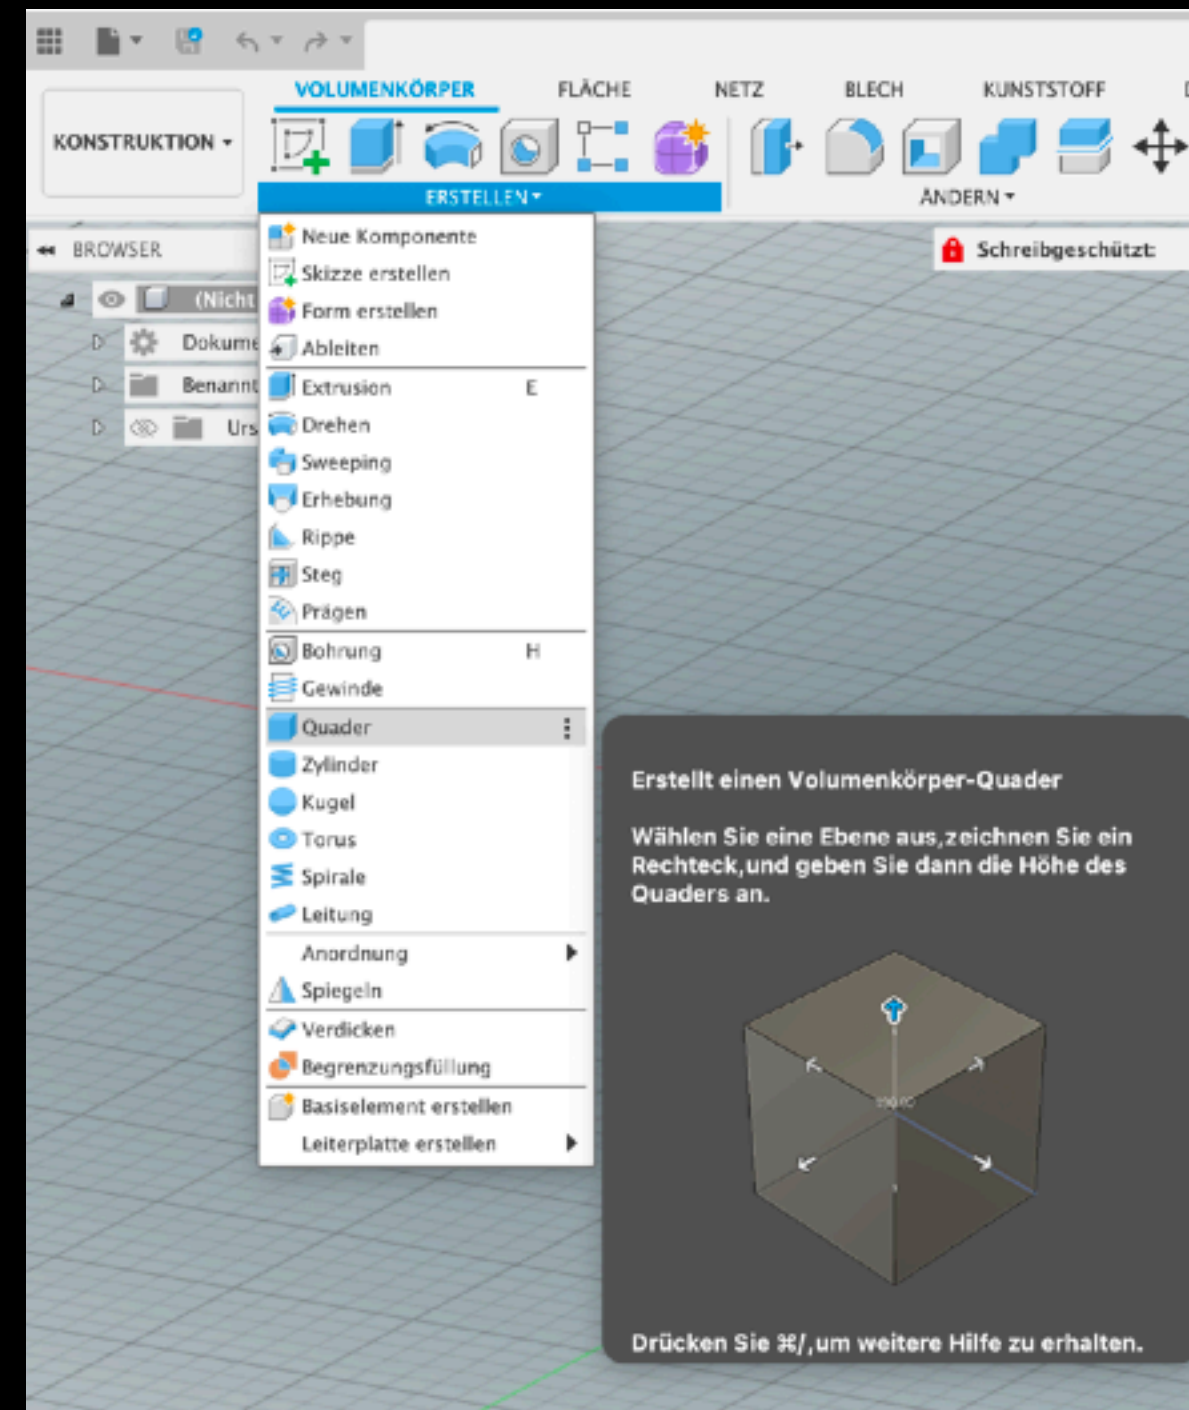 VOLUMENKÖRPER
FLÄCHE
NETZ
BLECH
KUNSTSTOFF
KONSTRUKTION
ERSTELLEN
ÄNDERN
BROWSER
Schreibgeschützt:
(Nicht
Dokume
Benannt
Urs
Neue Komponente
Skizze erstellen
Form erstellen
Ableiten
Extrusion E
Drehen
Sweeping
Erhebung
Rippe
Steg
Prägen
Bohrung H
Gewinde
Quader
Zylinder
Kugel
Torus
Spirale
Leitung
Anordnung
Spiegeln
Verdicken
Begrenzungsfüllung
Basiselement erstellen
Leiterplatte erstellen
Erstellt einen Volumenkörper-Quader
Wählen Sie eine Ebene aus,zeichnen Sie ein
Rechteck,und geben Sie dann die Höhe des
Quaders an.
Drücken Sie ⌘/,um weitere Hilfe zu erhalten.